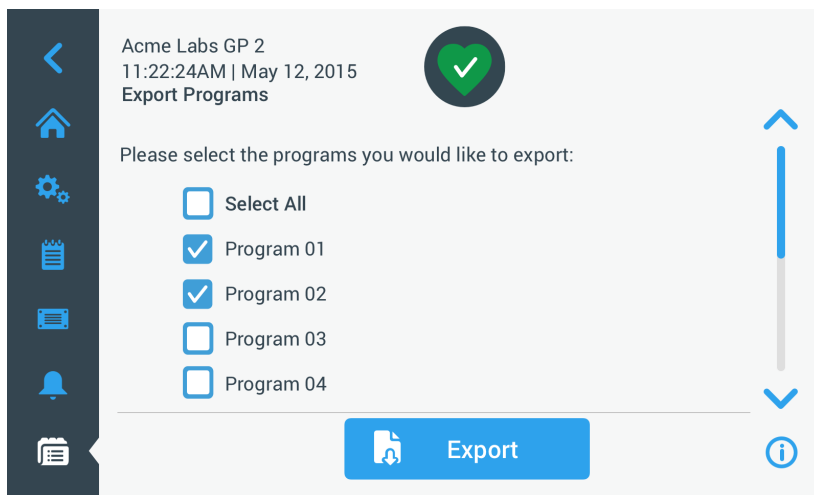 Acme Labs GP 2
11:22:24AM | May 12, 2015
Export Programs
Please select the programs you would like to export:
Select All
Program 01
Program 02
Program 03
Program 04
Export